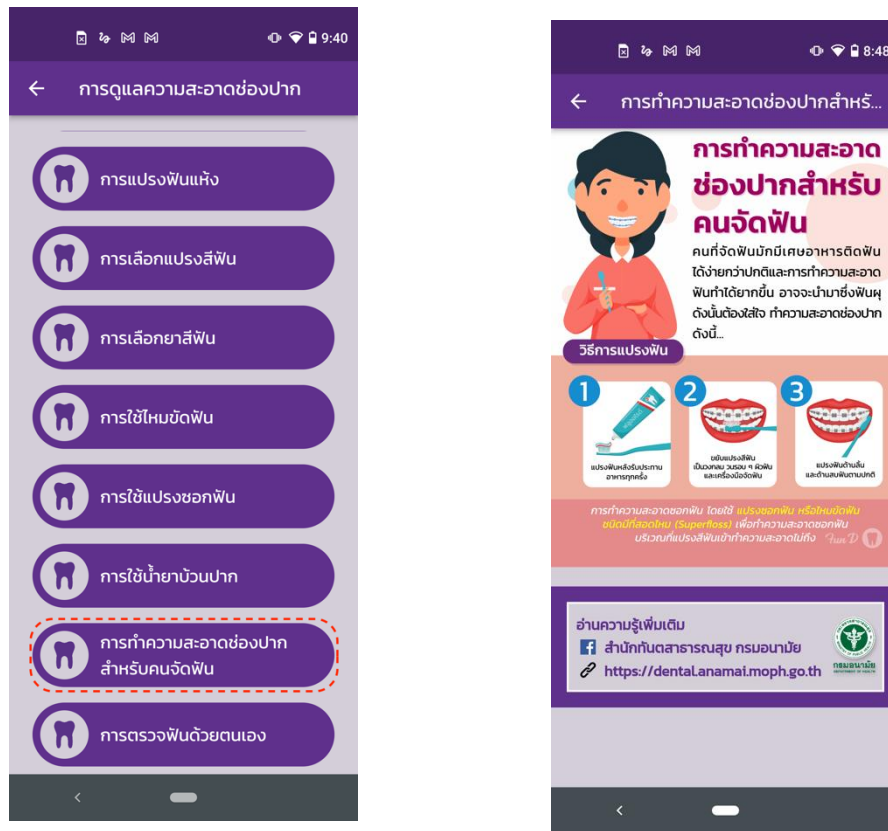 9:40
การดูแลความสะอาดช่องปาก
การแปรงฟันแห้ง
การเลือกแปรงสีฟัน
การเลือกยาสีฟัน
การใช้ไหมขัดฟัน
การใช้แปรงซอกฟัน
การใช้น้ำยาบ้วนปาก
การทำความสะอาดช่องปาก
สำหรับคนจัดฟัน
การตรวจฟันด้วยตนเอง
8:48
การทำความสะอาดช่องปากสำหรั...
การทำความสะอาด
ช่องปากสำหรับ
คนจัดฟัน
คนที่จัดฟันมักมีเศษอาหารติดฟัน
ได้ง่ายกว่าปกติและการทำความสะอาด
ฟันทำได้ยากขึ้น อาจจะนำมาซึ่งฟันผุ
ดังนั้นต้องใส่ใจ ทำความสะอาดช่องปาก
ดังนี้...
วิธีการแปรงฟัน
1
2
3
แปรงฟันหลังรับประทาน
อาหารทุกครั้ง
ขยับแปรงสีฟัน
เป็นวงกลม วนรอบ ๆ ผิวฟัน
และเครื่องมือจัดฟัน
แปรงฟันด้านลิ้น
และด้านสบฟันตามปกติ
การทำความสะอาดซอกฟัน โดยใช้ แปรงซอกฟัน หรือไหมขัดฟัน
ชนิดมีที่สอดไหม (Superfloss) เพื่อทำความสะอาดซอกฟัน
บริเวณที่แปรงสีฟันเข้าทำความสะอาดไม่ถึง Fun D
อ่านความรู้เพิ่มเติม
สำนักทันตสาธารณสุข กรมอนามัย
https://dental.anamai.moph.go.th
กรมอนามัย